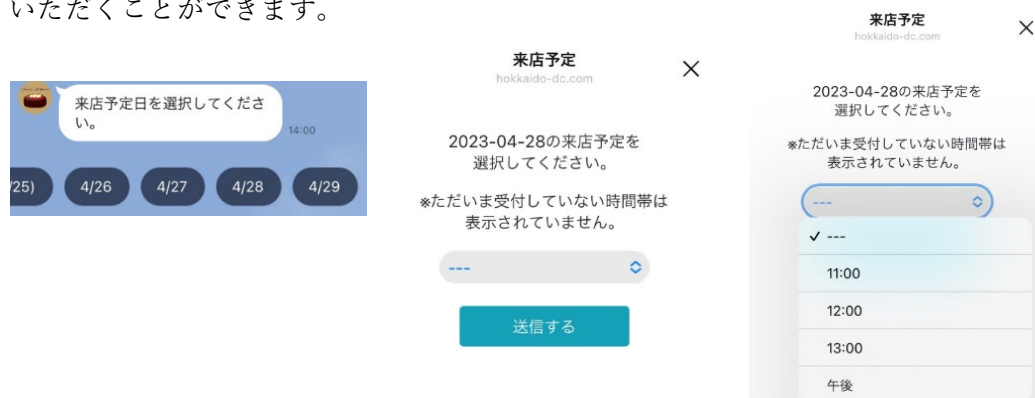 いただくことができます。
来店予定日を選択してくださ
い。
14:00
/25)
4/26
4/27
4/28
4/29
来店予定
hokkaido-dc.com
2023-04-28の来店予定を
選択してください。
※ただいま受付していない時間帯は
表示されていません。
---
送信する
来店予定
hokkaido-dc.com
2023-04-28の来店予定を
選択してください。
※ただいま受付していない時間帯は
表示されていません。
---
✓ ---
11:00
12:00
13:00
午後